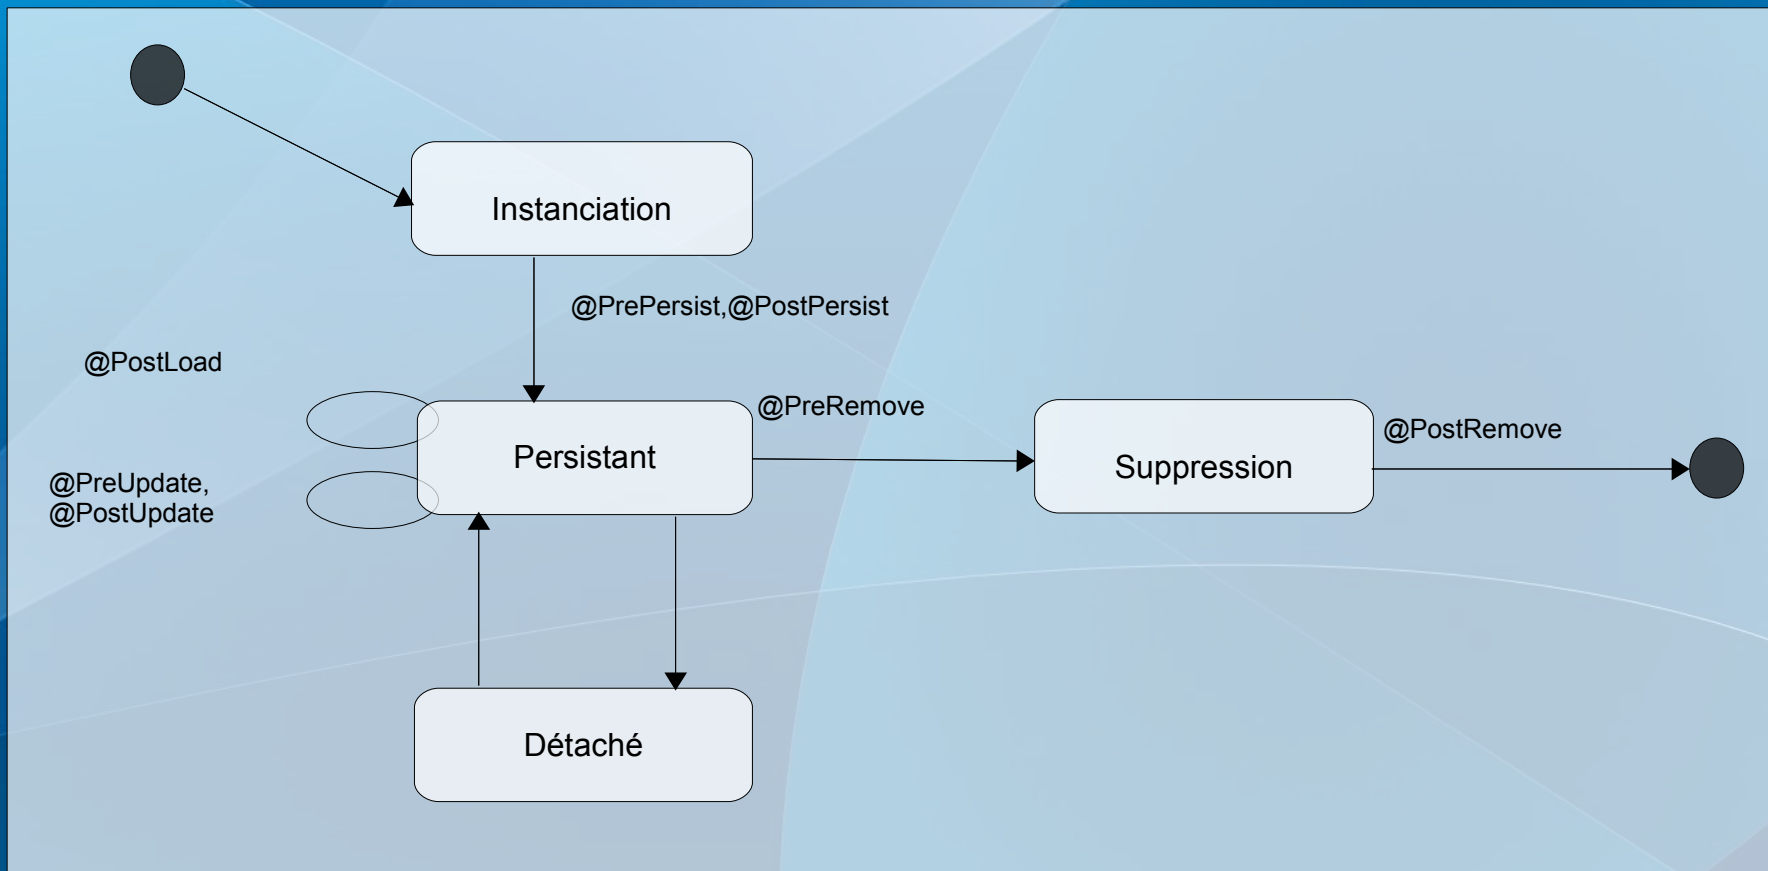 Instanciation
@PrePersist,@PostPersist
@PostLoad
@PreRemove
@PostRemove
Persistant
Suppression
@PreUpdate,
@PostUpdate
Détaché